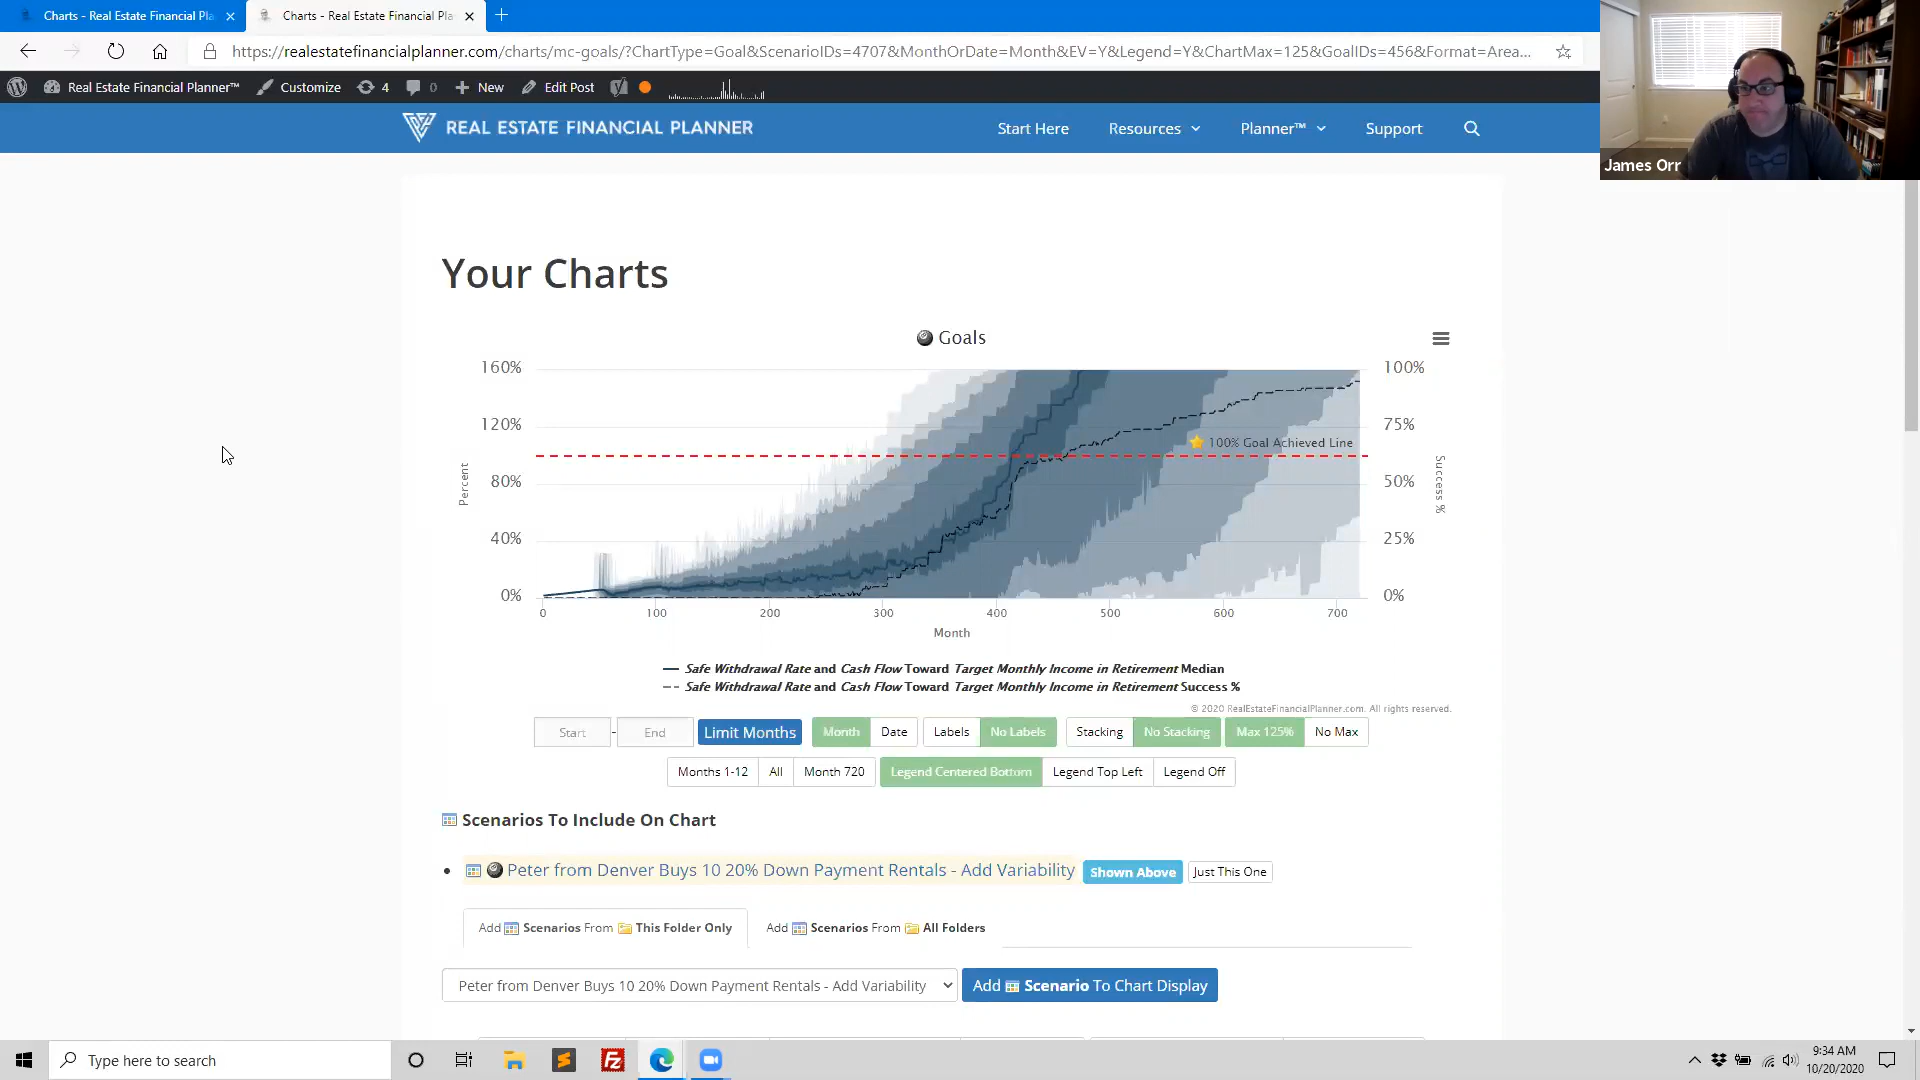 Charts - Real Estate Financial Pla
Charts - Real Estate Financial Pla
https://realestatefinancialplanner.com/charts/mc-goals/?ChartType=Goal&ScenarioIDs=4707&MonthOrDate=Month&EV=Y&Legend=Y&ChartMax=125&GoalIDs=456&Format=Area...
Real Estate Financial Planner™ Customize 4 0 New Edit Post
James Orr
REAL ESTATE FINANCIAL PLANNER Start Here Resources Planner™ Support
Your Charts
Goals
160% 100%
120% 75%
100% Goal Achieved Line
80% 50%
40% 25%
0% 0%
Percent
Success %
0 100 200 300 400 500 600 700
Month
Safe Withdrawal Rate and Cash Flow Toward Target Monthly Income in Retirement Median
Safe Withdrawal Rate and Cash Flow Toward Target Monthly Income in Retirement Success %
© 2020 RealEstateFinancialPlanner.com. All rights reserved.
Start - End Limit Months Month Date Labels No Labels Stacking No Stacking Max 125% No Max
Months 1-12 All Month 720 Legend Centered Bottom Legend Top Left Legend Off
Scenarios To Include On Chart
• Peter from Denver Buys 10 20% Down Payment Rentals - Add Variability Shown Above Just This One
Add Scenarios From This Folder Only Add Scenarios From All Folders
Peter from Denver Buys 10 20% Down Payment Rentals - Add Variability Add Scenario To Chart Display
Type here to search
9:34 AM
10/20/2020